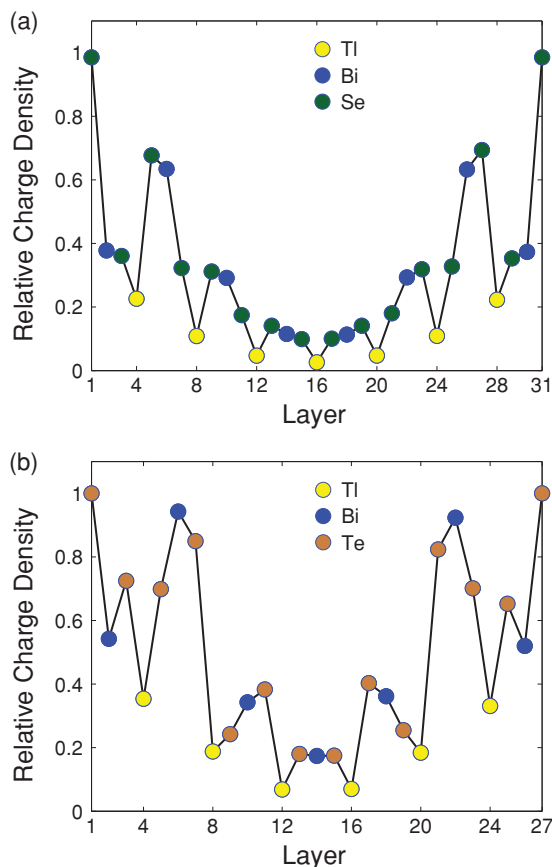 (a)
Relative Charge Density
1
0.8
0.6
0.4
0.2
0
Tl
Bi
Se
1 4 8 12 16 20 24 28 31
Layer
(b)
Relative Charge Density
1
0.8
0.6
0.4
0.2
0
Tl
Bi
Te
1 4 8 12 16 20 24 27
Layer